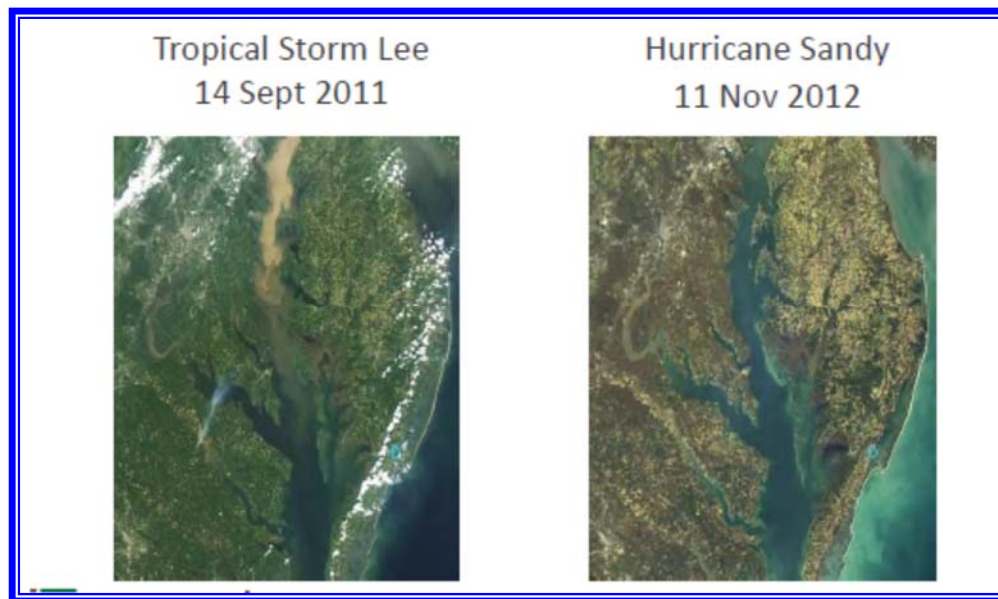 Tropical Storm Lee
14 Sept 2011
Hurricane Sandy
11 Nov 2012